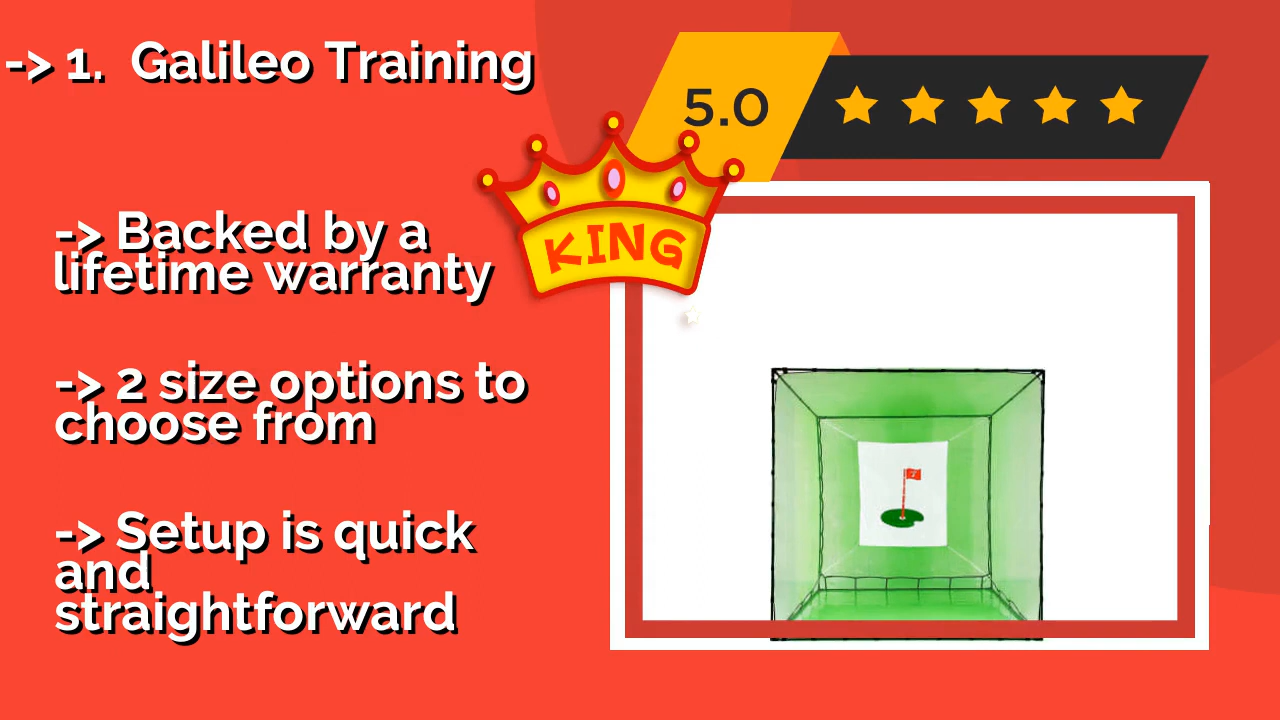 -> 1.  Galileo Training
5.0
KING
-> Backed by a
lifetime warranty
-> 2 size options to
choose from
-> Setup is quick
and
straightforward